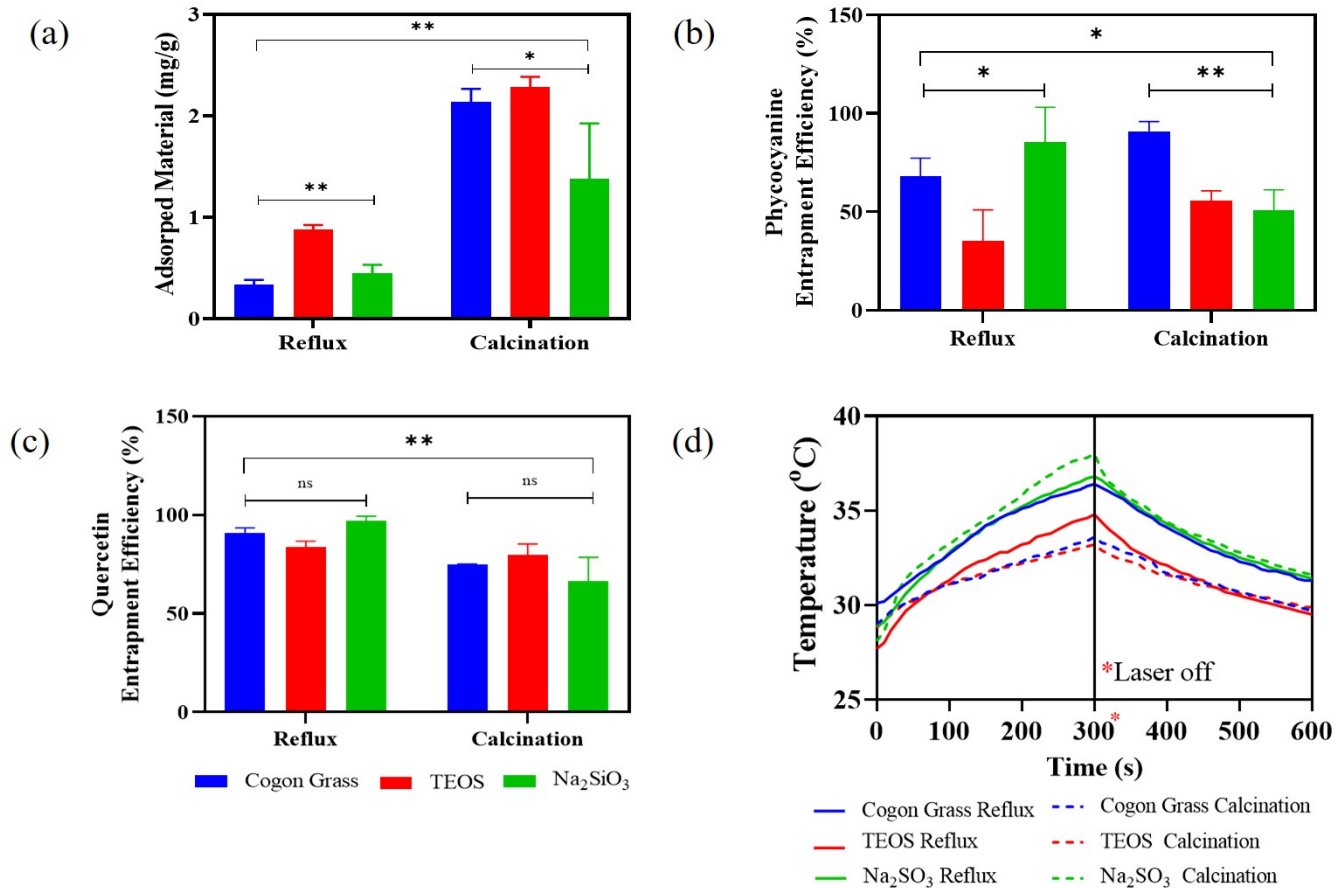 (a)
Adsorped Material (mg/g)
3
2
1
0
**
*
**
Reflux
Calcination
(b)
Phycocyanine
Entrapment Efficiency (%)
150
100
50
0
*
*
**
Reflux
Calcination
(c)
Quercetin
Entrapment Efficiency (%)
150
100
50
0
**
ns
ns
Reflux
Calcination
Cogon Grass
TEOS
Na₂SiO₃
(d)
Temperature (°C)
40
35
30
25
*Laser off
0
100
200
300
*
400
500
600
Time (s)
Cogon Grass Reflux
Cogon Grass Calcination
TEOS Reflux
TEOS Calcination
Na₂SO₃ Reflux
Na₂SO₃ Calcination